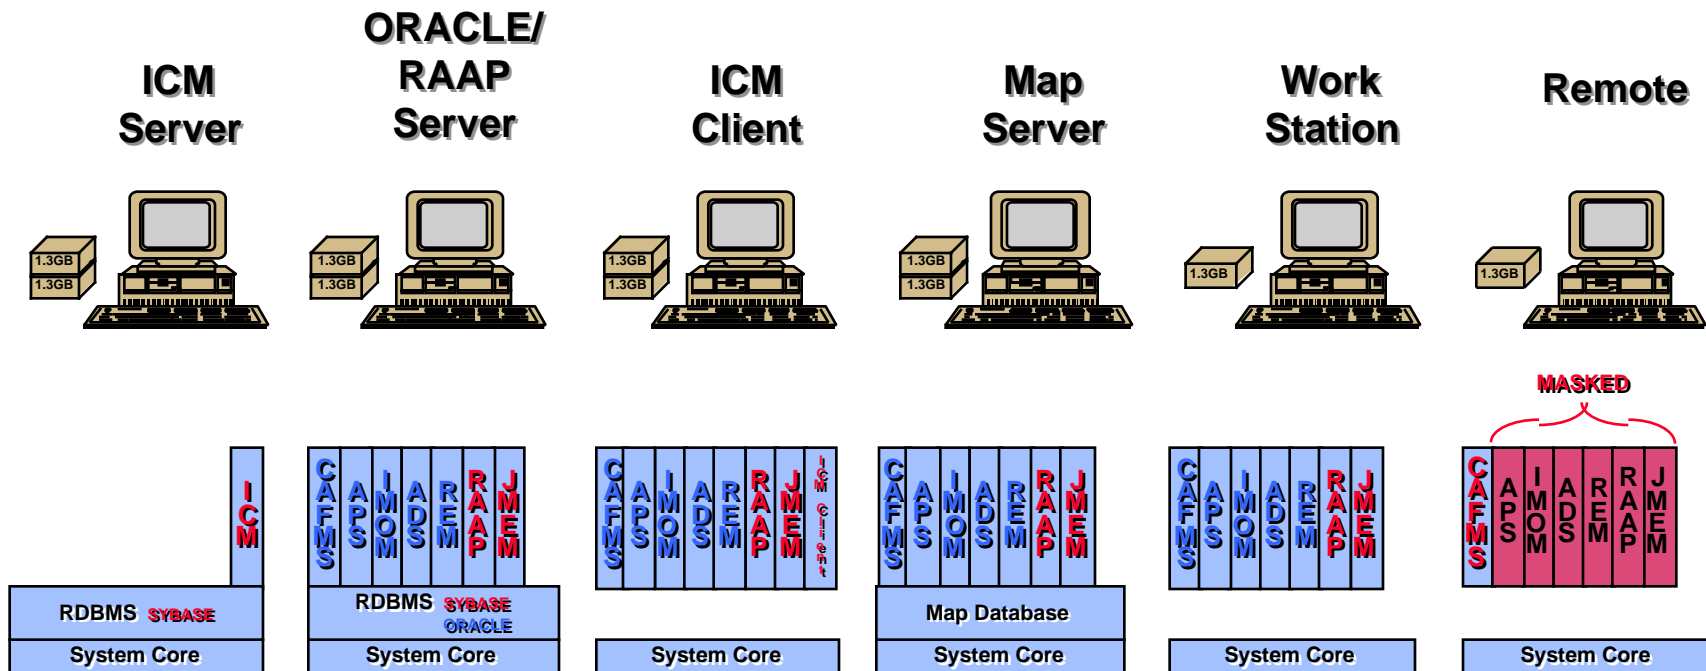 ICM
Server
ORACLE/
RAAP
Server
ICM
Client
Map
Server
Work
Station
Remote
1.3GB
1.3GB
1.3GB
1.3GB
1.3GB
1.3GB
1.3GB
1.3GB
1.3GB
1.3GB
MASKED
ICM
RDBMS SYBASE
System Core
CAFMS
APS
IMOM
ADS
REM
RAAP
JMEM
RDBMS SYBASE
ORACLE
System Core
CAFMS
APS
IMOM
ADS
REM
RAAP
JMEM
ICM Client
System Core
CAFMS
APS
IMOM
ADS
REM
RAAP
JMEM
Map Database
System Core
CAFMS
APS
IMOM
ADS
REM
RAAP
JMEM
System Core
CAFMS
APS
IMOM
ADS
REM
RAAP
JMEM
System Core